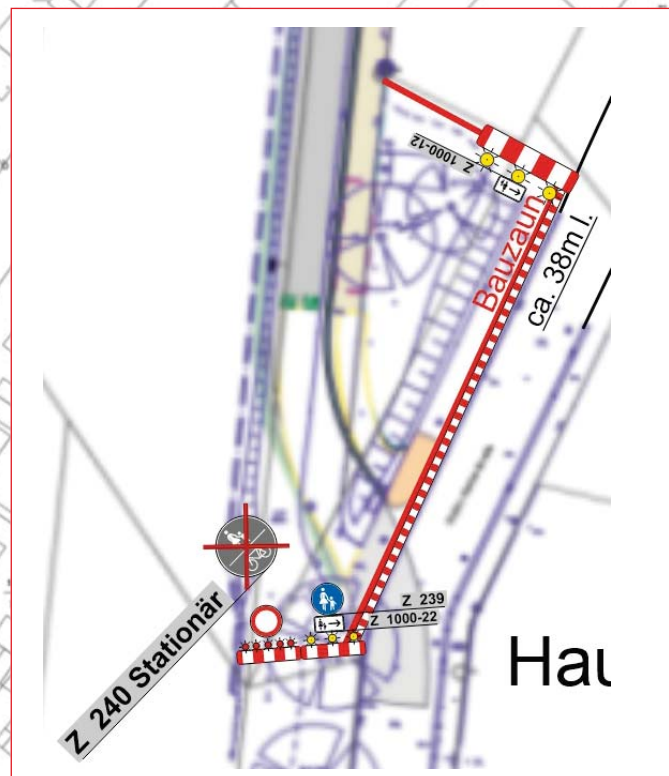 Z 1000-12
Bauzaun
ca. 38m l.
Z 240 Stationär
Z 239
Z 1000-22
Hau